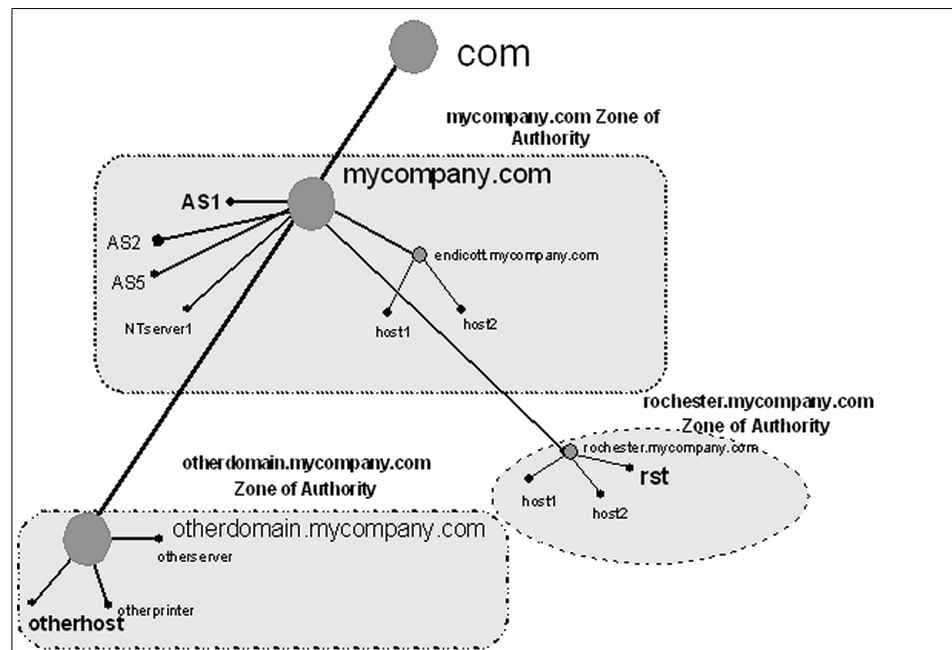 com
mycompany.com Zone of
Authority
mycompany.com
AS1
AS2
AS5
NTserver1
endicott.mycompany.com
host1
host2
rochester.mycompany.com
Zone of Authority
rochester.mycompany.com
rst
host1
host2
otherdomain.mycompany.com
Zone of Authority
otherdomain.mycompany.com
otherserver
otherprinter
otherhost